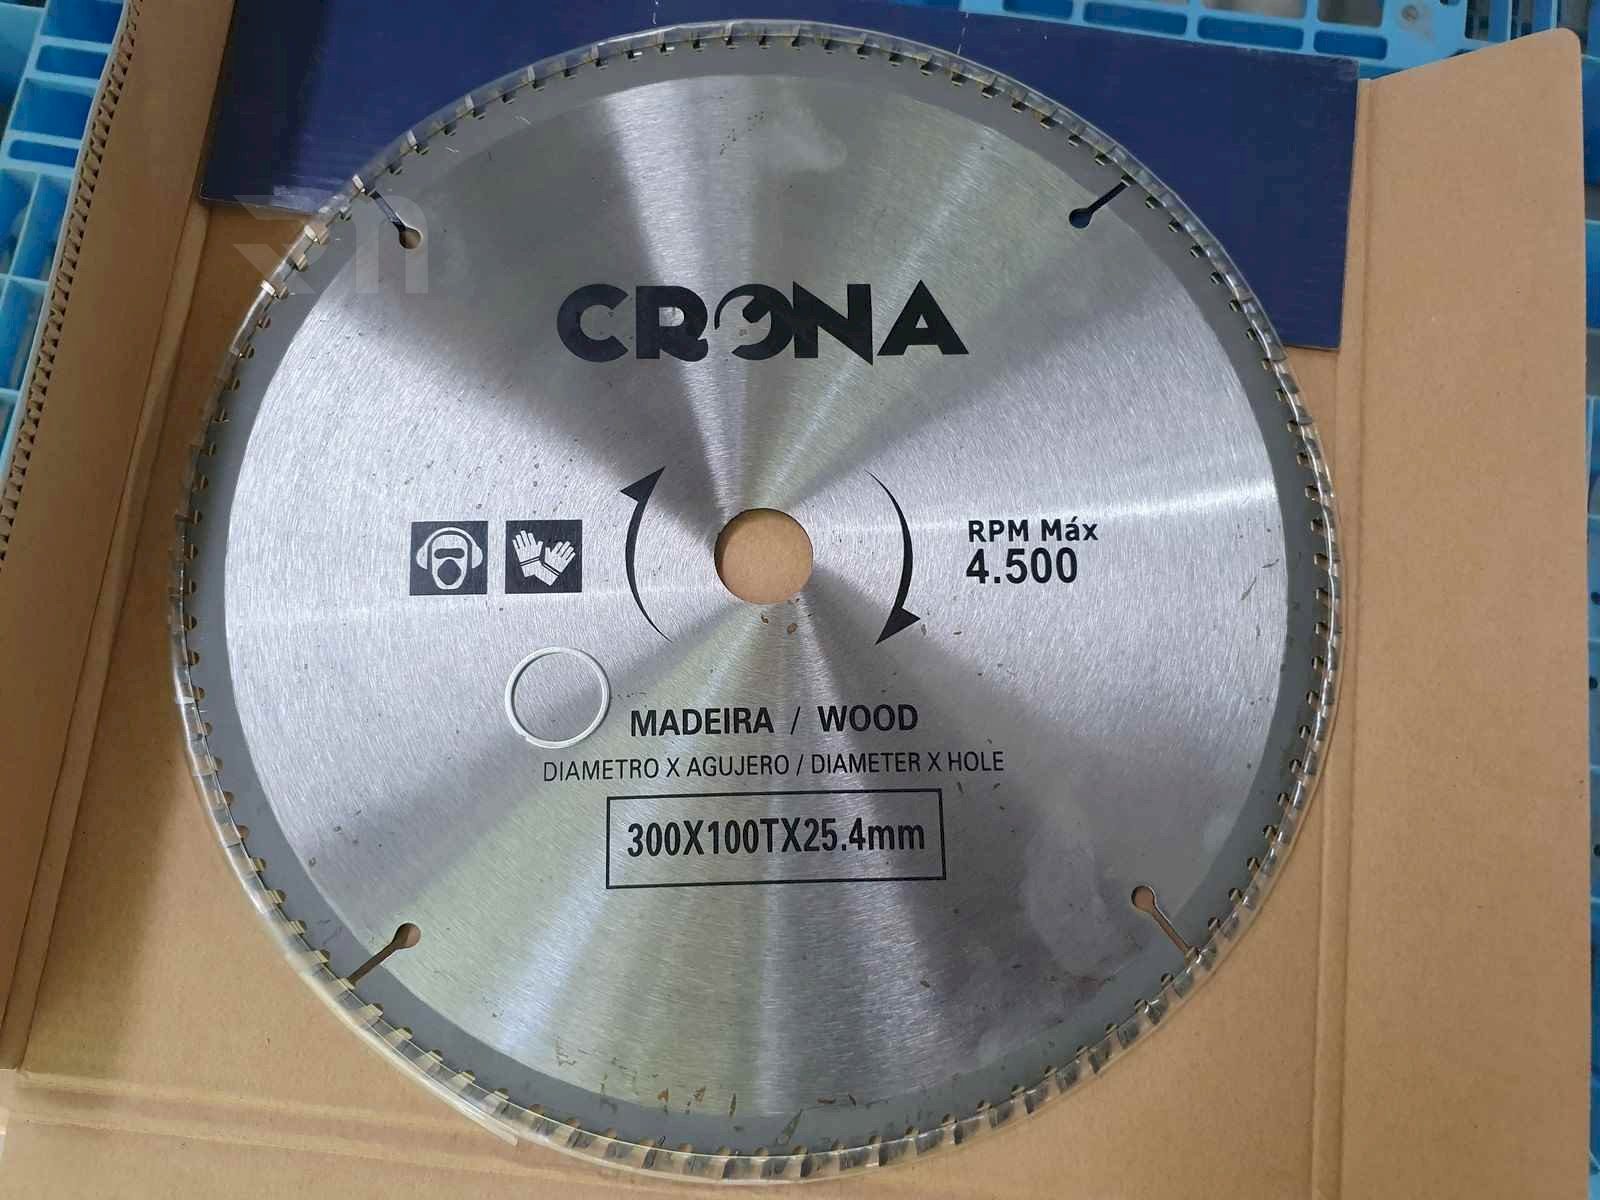 CRONA
RPM Máx
4.500
MADEIRA / WOOD
DIAMETRO X AGUJERO / DIAMETER X HOLE
300X100TX25.4mm